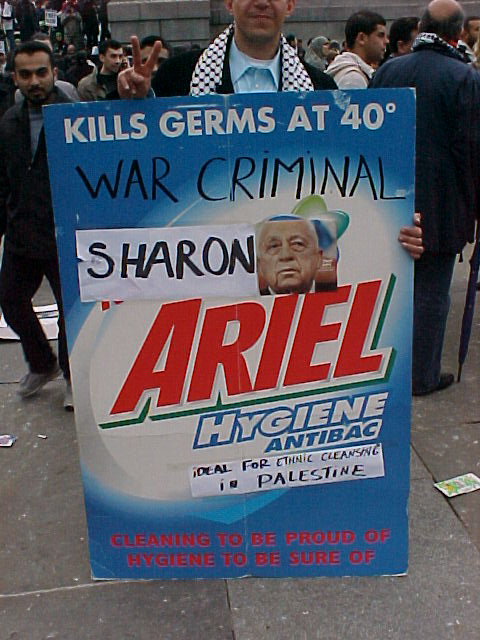 KILLS GERMS AT 40°
WAR CRIMINAL
SHARON
ARIEL
HYGIENE
ANTIBAC
iDEAL FOR ETHNIC CLEANSING
iN PALESTINE
CLEANING TO BE PROUD OF
HYGIENE TO BE SURE OF